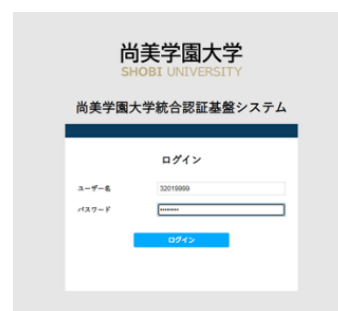 尚美学園大学
SHOBI UNIVERSITY
尚美学園大学統合認証基盤システム
ログイン
ユーザー名 32019999
パスワード ••••••••
ログイン